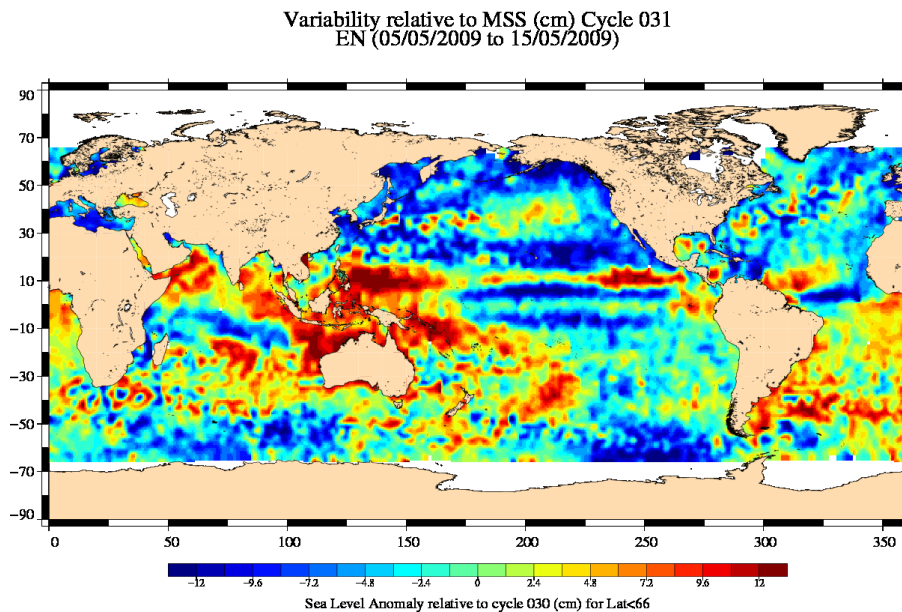 Variability relative to MSS (cm) Cycle 031
EN (05/05/2009 to 15/05/2009)
90
70
50
30
10
−10
−30
−50
−70
−90
0 50 100 150 200 250 300 350
−12 −9.6 −7.2 −4.8 −2.4 0 2.4 4.8 7.2 9.6 12
Sea Level Anomaly relative to cycle 030 (cm) for Lat<66